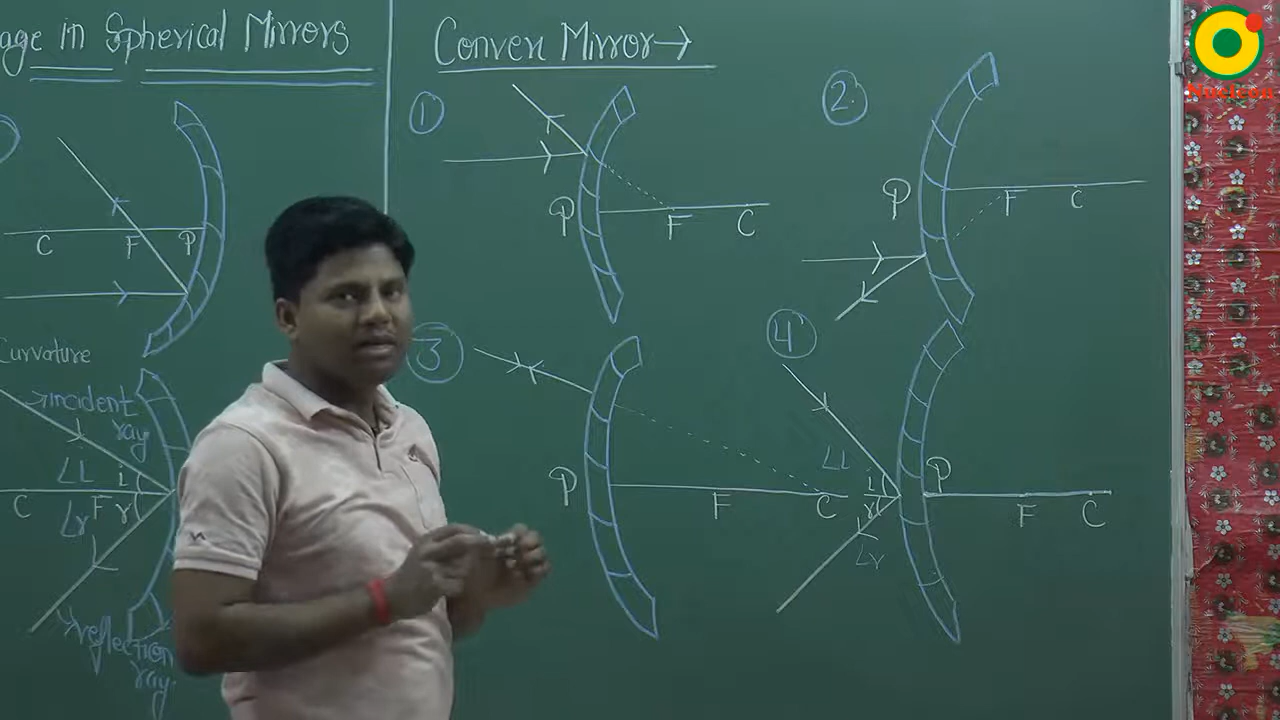 age in Spherical Mirrors
C F P
Curvature
incident
ray
∠i i
C F
∠r r
reflection
ray
Convex Mirror→
1
P F C
2
P F C
3
P F C
4
∠i i P
r F C
∠r
Nucleon